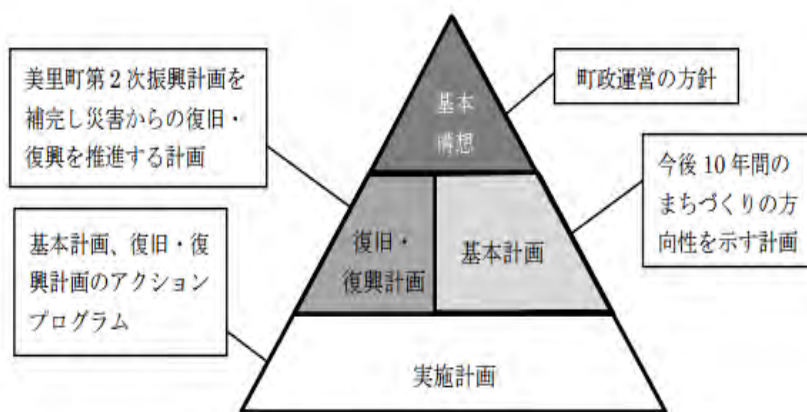 美里町第2次振興計画を
補完し災害からの復旧・
復興を推進する計画
基本
構想
町政運営の方針
復旧・
復興計画
基本計画
今後 10 年間の
まちづくりの方
向性を示す計画
基本計画、復旧・復
興計画のアクション
プログラム
実施計画